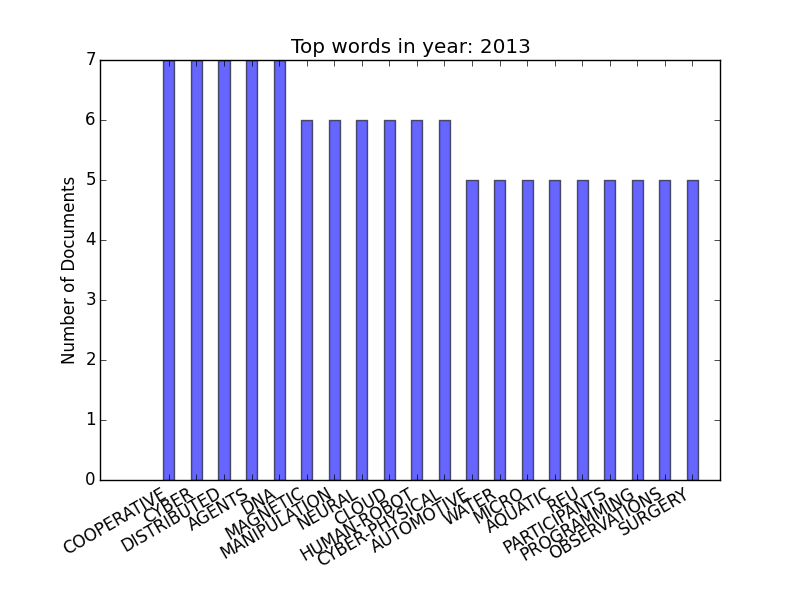 Top words in year: 2013
Number of Documents
7
6
5
4
3
2
1
0
COOPERATIVE
CYBER
DISTRIBUTED
AGENTS
DNA
MAGNETIC
MANIPULATION
NEURAL
CLOUD
HUMAN-ROBOT
CYBER-PHYSICAL
AUTOMOTIVE
WATER
MICRO
AQUATIC
REU
PARTICIPANTS
PROGRAMMING
OBSERVATIONS
SURGERY